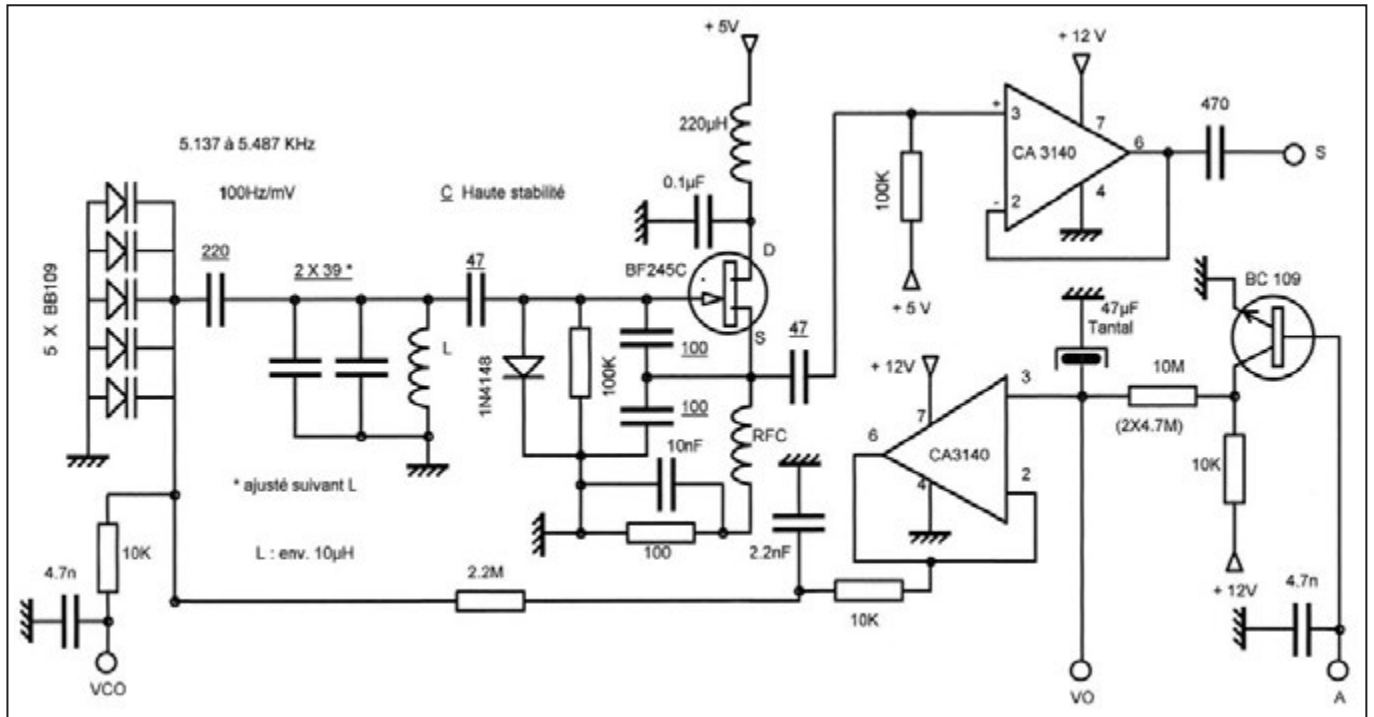 + 5V
+ 12 V
220µH
3
+
7
CA 3140
6
470
S
5.137 à 5.487 KHz
100Hz/mV
C Haute stabilité
0.1µF
100K
2
-
4
D
BF245C
+ 5 V
BC 109
5 X BB109
220
2 X 39 *
47
S
47
47µF
Tantal
L
1N4148
100K
100
100
+ 12V
7
3
10M
(2X4.7M)
6
CA3140
RFC
10nF
4
2
10K
* ajusté suivant L
10K
L : env. 10µH
100
2.2nF
2.2M
10K
+ 12V
4.7n
4.7n
VCO
VO
A